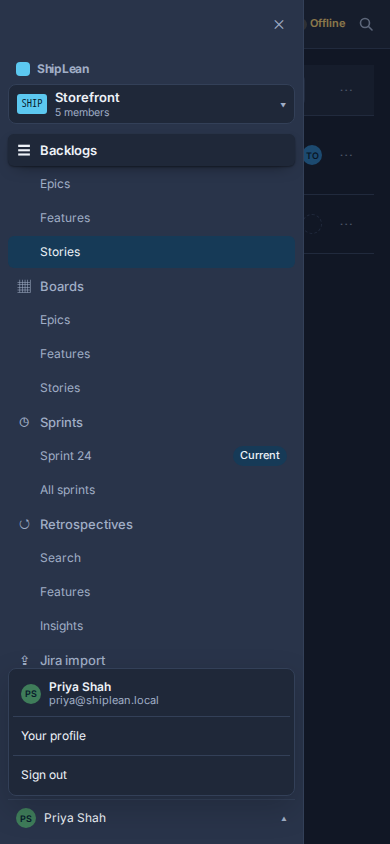 Offline
ShipLean
SHIP
Storefront
5 members
Backlogs
Epics
Features
Stories
Boards
Epics
Features
Stories
Sprints
Sprint 24
Current
All sprints
Retrospectives
Search
Features
Insights
Jira import
PS
Priya Shah
priya@shiplean.local
Your profile
Sign out
PS
Priya Shah
TO